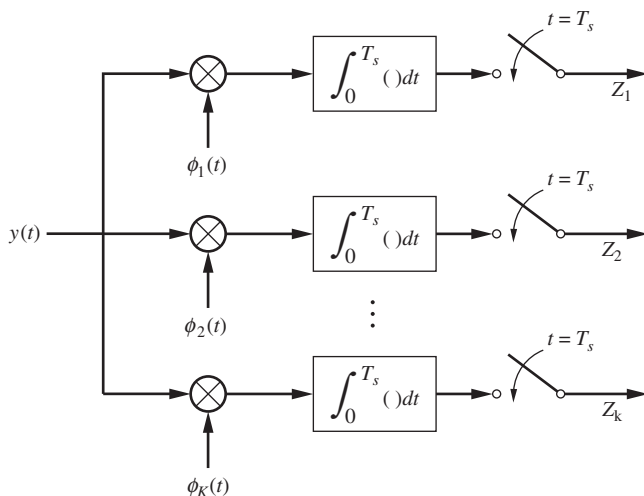 t = T_s
∫_0^{T_s} ( ) dt
Z_1
ϕ_1(t)
t = T_s
∫_0^{T_s} ( ) dt
y(t)
Z_2
ϕ_2(t)
⋮
t = T_s
∫_0^{T_s} ( ) dt
Z_k
ϕ_K(t)